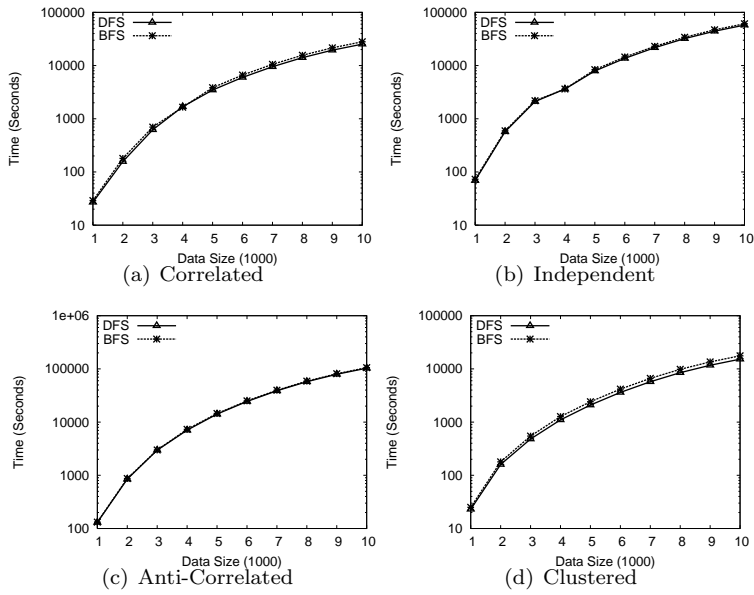 100000
10000
1000
100
10
Time (Seconds)
DFS
BFS
1 2 3 4 5 6 7 8 9 10
Data Size (1000)
(a) Correlated
100000
10000
1000
100
10
Time (Seconds)
DFS
BFS
1 2 3 4 5 6 7 8 9 10
Data Size (1000)
(b) Independent
1e+06
100000
10000
1000
100
Time (Seconds)
DFS
BFS
1 2 3 4 5 6 7 8 9 10
Data Size (1000)
(c) Anti-Correlated
100000
10000
1000
100
10
Time (Seconds)
DFS
BFS
1 2 3 4 5 6 7 8 9 10
Data Size (1000)
(d) Clustered